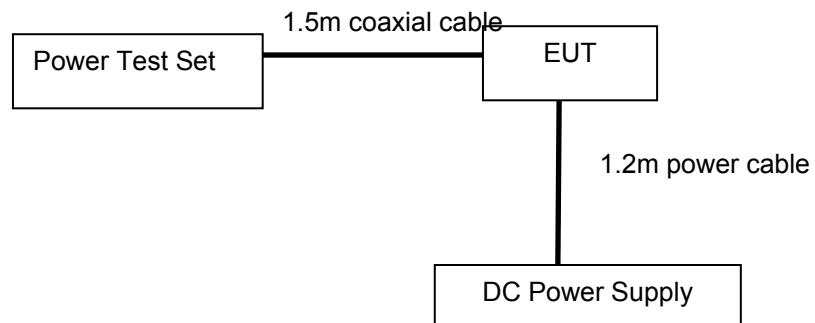 1.5m coaxial cable
Power Test Set
EUT
1.2m power cable
DC Power Supply